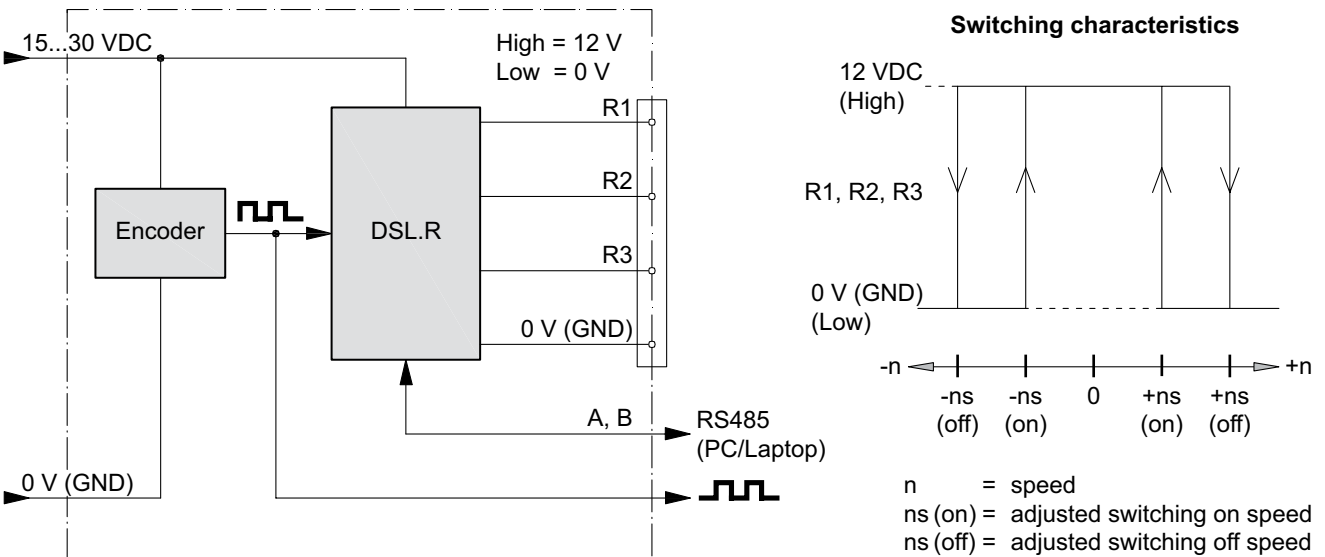 15...30 VDC
High = 12 V
Low = 0 V
R1
R2
Encoder
DSL.R
R3
0 V (GND)
A, B
RS485
(PC/Laptop)
0 V (GND)
Switching characteristics
12 VDC
(High)
R1, R2, R3
0 V (GND)
(Low)
-n
+n
-ns -ns 0 +ns +ns
(off) (on) (on) (off)
n = speed
ns (on) = adjusted switching on speed
ns (off) = adjusted switching off speed